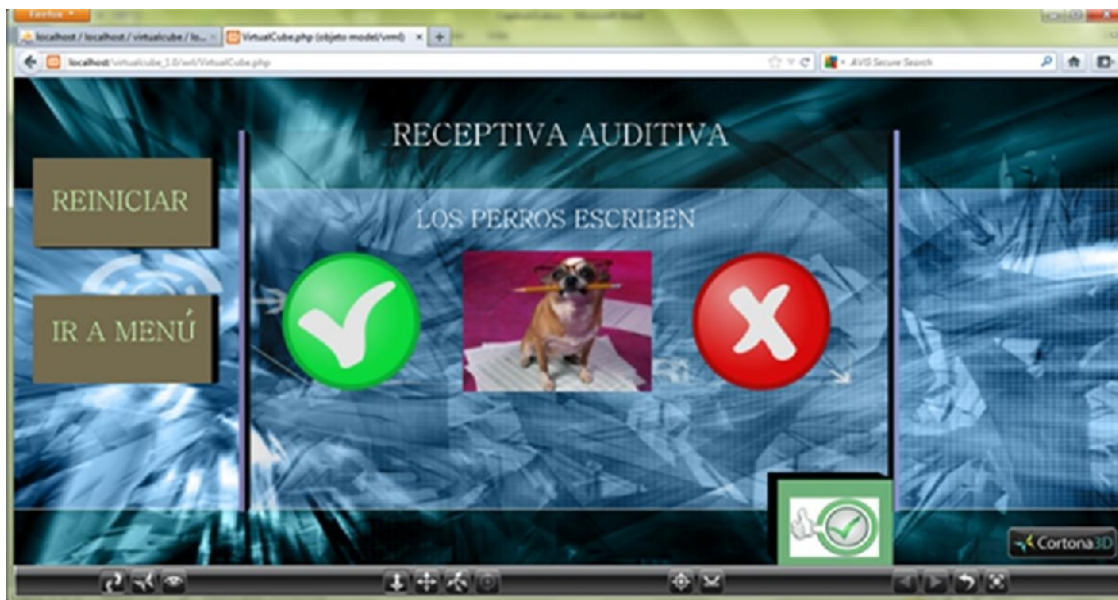 Firefox
localhost / localhost / virtualcube / lo...
VirtualCube.php (objeto model/vrml)
localhost/virtualcube_1.0/wrl/VirtualCube.php
AVG Secure Search
RECEPTIVA AUDITIVA
REINICIAR
LOS PERROS ESCRIBEN
IR A MENÚ
Cortona3D